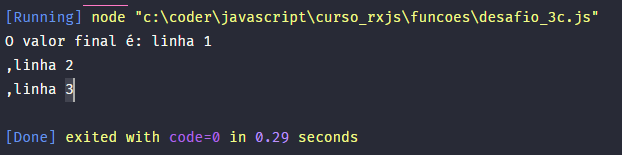 [Running] node "c:\coder\javascript\curso_rxjs\funcoes\desafio_3c.js"
O valor final é: linha 1
,linha 2
,linha 3
[Done] exited with code=0 in 0.29 seconds